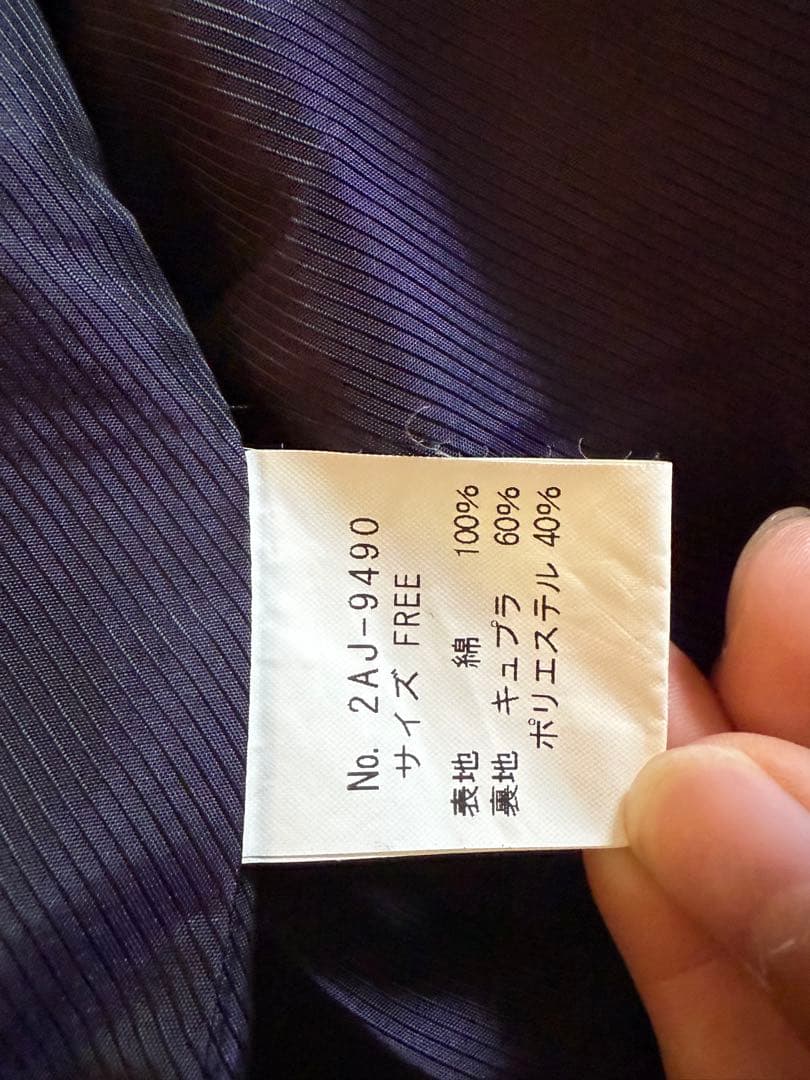 No. 2AJ-9490
サイズ FREE
表地 綿 100%
裏地 キュプラ 60%
ポリエステル 40%